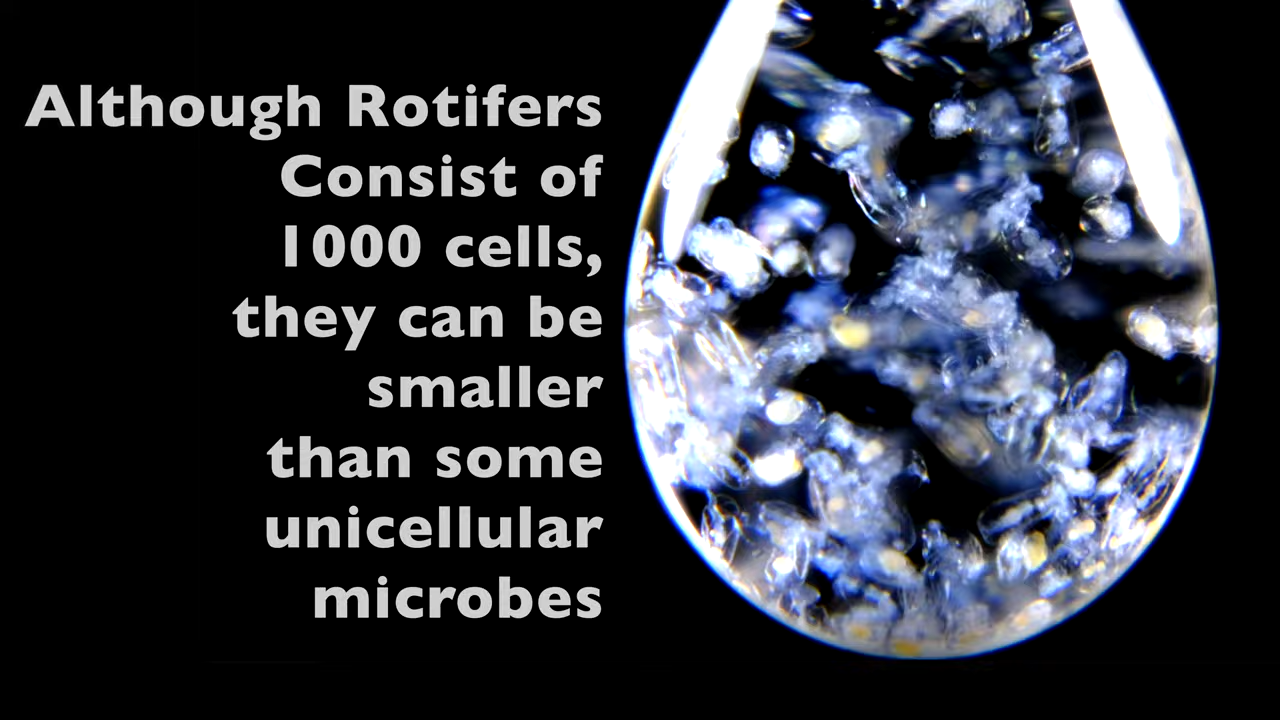 Although Rotifers
Consist of
1000 cells,
they can be
smaller
than some
unicellular
microbes